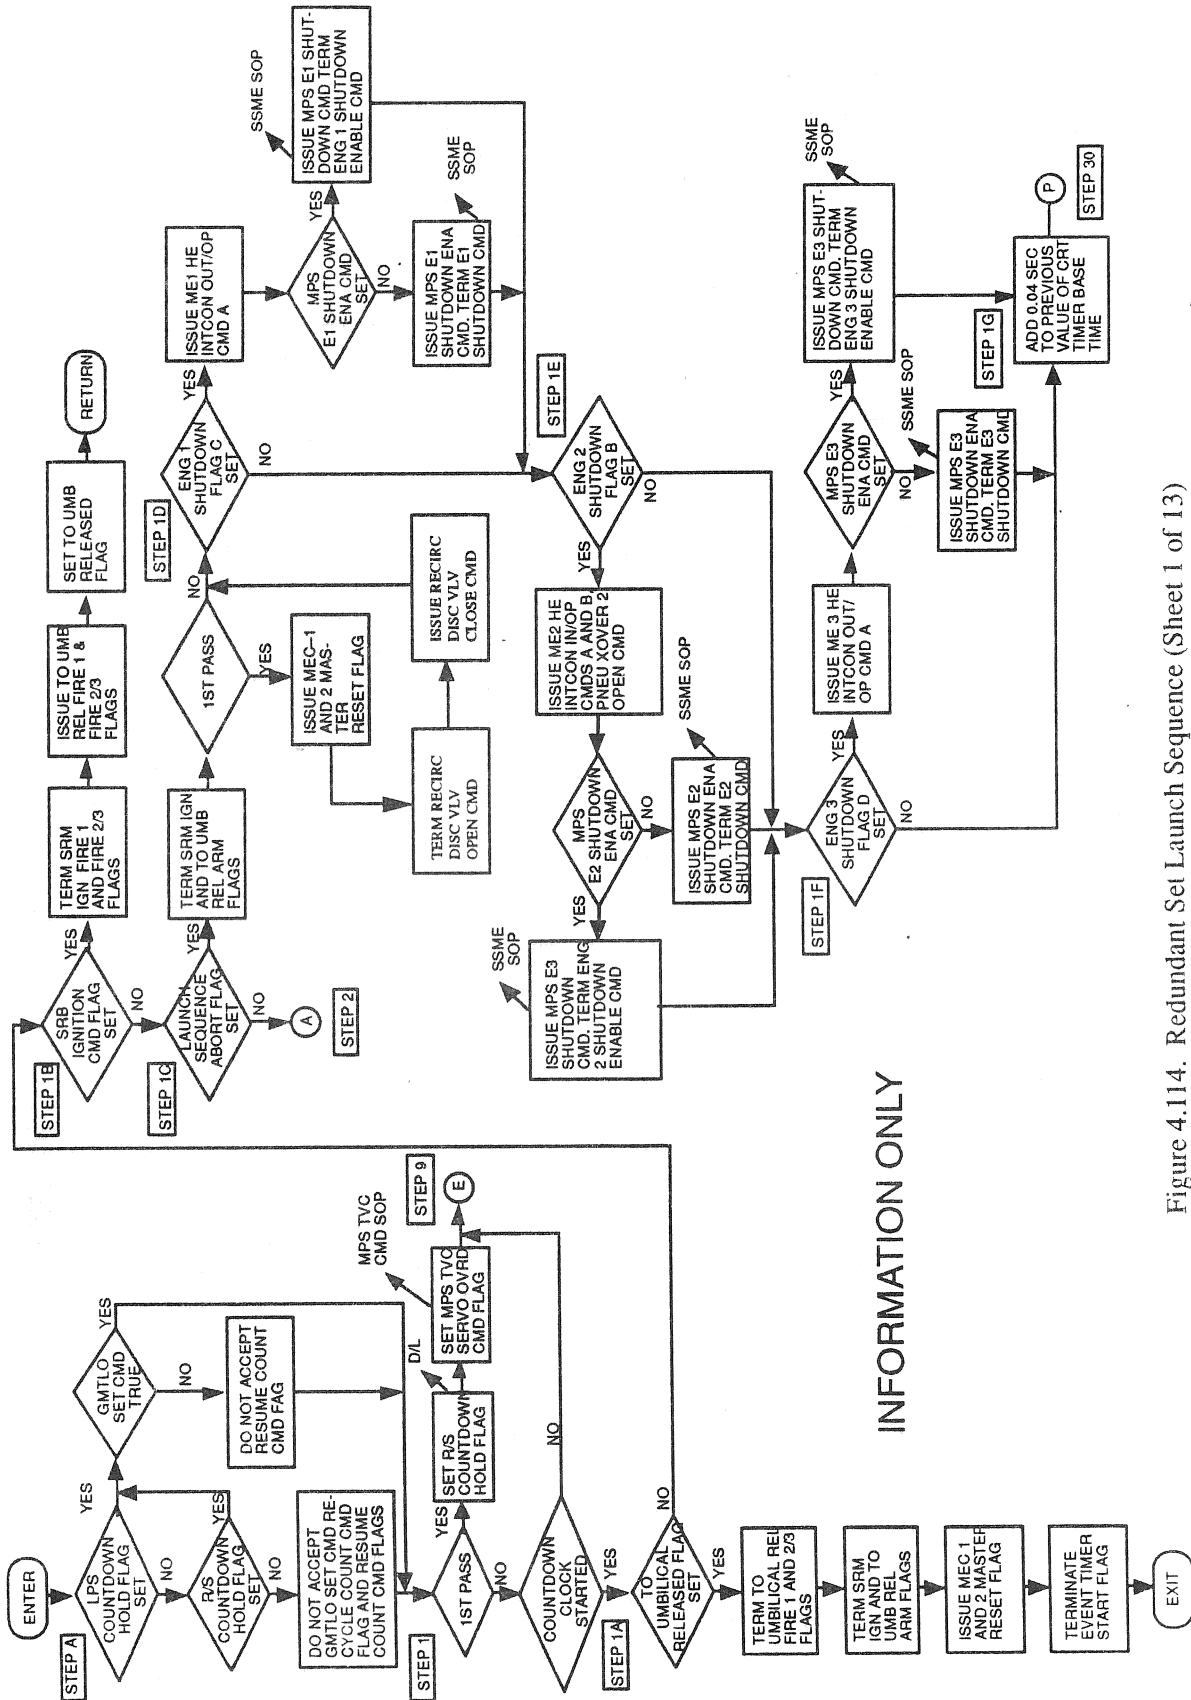 ENTER
STEP A
LPS
COUNTDOWN
HOLD FLAG
SET
YES
NO
GMTLO
SET CMD
TRUE
YES
NO
DO NOT ACCEPT
RESUME COUNT
CMD FAG
R/S
COUNTDOWN
HOLD FLAG
SET
YES
NO
DO NOT ACCEPT
GMTLO SET CMD RE-
CYCLE COUNT CMD
FLAG AND RESUME
COUNT CMD FLAGS
STEP 1
1ST PASS
YES
NO
SET R/S
COUNTDOWN
HOLD FLAG
D/L
SET MPS TVC
SERVO OVRD
CMD FLAG
MPS TVC
CMD SOP
STEP 9
E
COUNTDOWN
CLOCK
STARTED
NO
YES
STEP 1A
TO
UMBILICAL
RELEASED FLAG
SET
NO
YES
TERM TO
UMBILICAL REL
FIRE 1 AND 2/3
FLAGS
TERM SRM
IGN AND TO
UMB REL
ARM FLAGS
ISSUE MEC 1
AND 2 MASTER
RESET FLAG
TERMINATE
EVENT TIMER
START FLAG
EXIT
STEP 1B
SRB
IGNITION
CMD FLAG
SET
YES
NO
TERM SRM
IGN FIRE 1
AND FIRE 2/3
FLAGS
ISSUE TO UMB
REL FIRE 1 &
FIRE 2/3
FLAGS
SET TO UMB
RELEASED
FLAG
RETURN
STEP 1C
LAUNCH
SEQUENCE
ABORT FLAG
SET
YES
NO
A
STEP 2
TERM SRM IGN
AND TO UMB
REL ARM
FLAGS
1ST PASS
NO
YES
ISSUE MEC-1
AND 2 MAS-
TER
RESET FLAG
TERM RECIRC
DISC VLV
OPEN CMD
ISSUE RECIRC
DISC VLV
CLOSE CMD
STEP 1D
ENG 1
SHUTDOWN
FLAG C
SET
YES
NO
ISSUE ME1 HE
INTCON OUT/OP
CMD A
MPS
E1 SHUTDOWN
ENA CMD
SET
YES
NO
ISSUE MPS E1 SHUT-
DOWN CMD TERM
ENG 1 SHUTDOWN
ENABLE CMD
SSME SOP
ISSUE MPS E1
SHUTDOWN ENA
CMD. TERM E1
SHUTDOWN CMD
SSME
SOP
STEP 1E
ENG 2
SHUTDOWN
FLAG B
SET
YES
NO
ISSUE ME2 HE
INTCON IN/OP
CMDS A AND B,
PNEU XOVER 2
OPEN CMD
MPS
E2 SHUTDOWN
ENA CMD
SET
YES
NO
ISSUE MPS E3
SHUTDOWN
CMD. TERM ENG
2 SHUTDOWN
ENABLE CMD
SSME
SOP
ISSUE MPS E2
SHUTDOWN ENA
CMD. TERM E2
SHUTDOWN CMD
SSME SOP
STEP 1F
ENG 3
SHUTDOWN
FLAG D
SET
YES
NO
ISSUE ME 3 HE
INTCON OUT/
OP CMD A
MPS E3
SHUTDOWN
ENA CMD
SET
YES
NO
ISSUE MPS E3 SHUT-
DOWN CMD. TERM
ENG 3 SHUTDOWN
ENABLE CMD
SSME
SOP
ISSUE MPS E3
SHUTDOWN ENA
CMD. TERM E3
SHUTDOWN CMD
SSME SOP
STEP 1G
ADD 0.04 SEC
TO PREVIOUS
VALUE OF CRT
TIMER BASE
TIME
P
STEP 30
INFORMATION ONLY
Figure 4.114. Redundant Set Launch Sequence (Sheet 1 of 13)